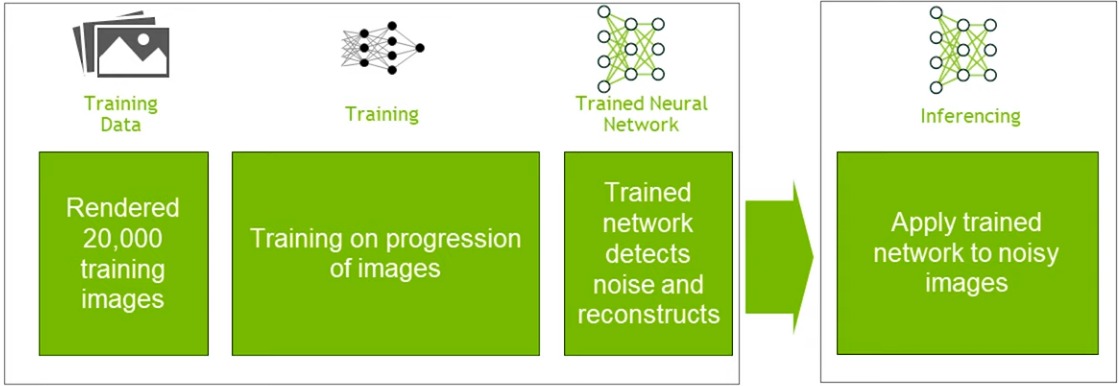 Training
Data
Training
Trained Neural
Network
Inferencing
Rendered
20,000
training
images
Training on progression
of images
Trained
network
detects
noise and
reconstructs
Apply trained
network to noisy
images